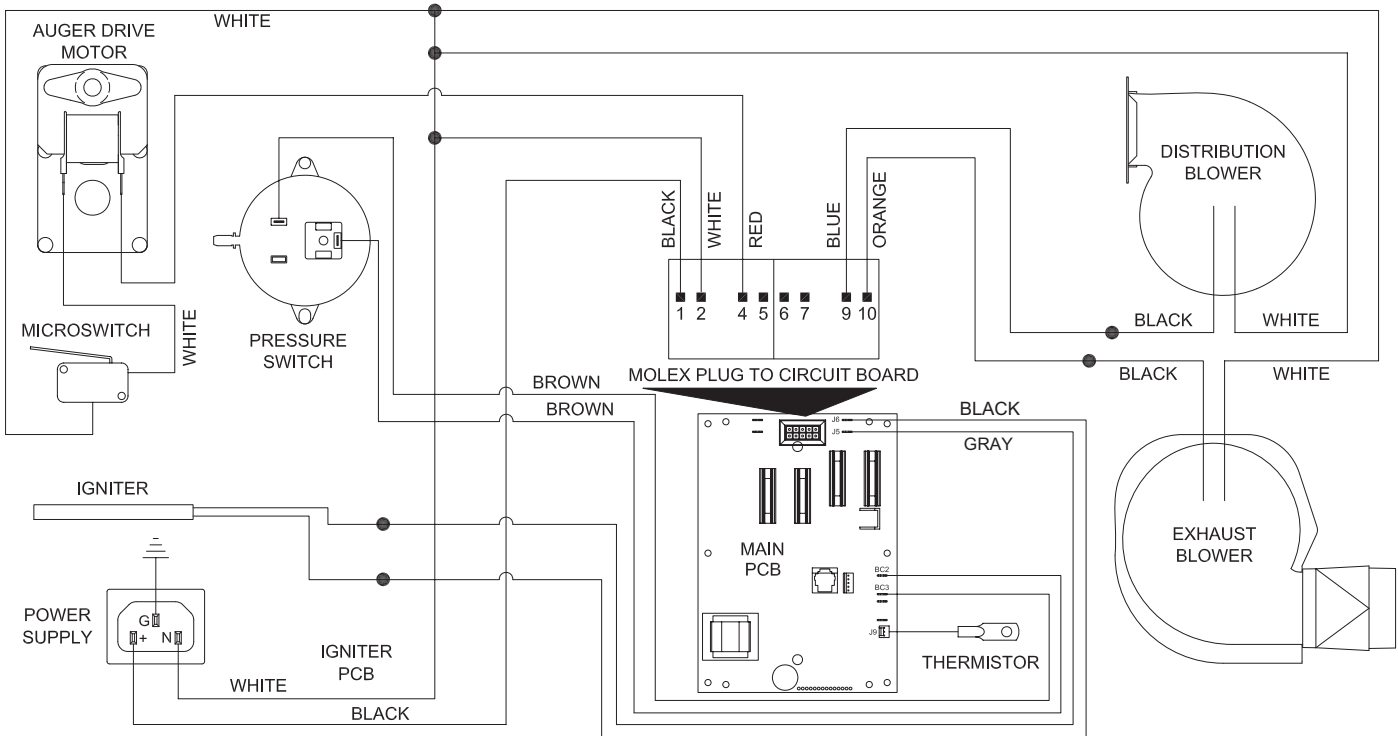 WHITE
AUGER DRIVE
MOTOR
DISTRIBUTION
BLOWER
BLACK
WHITE
RED
BLUE
ORANGE
1 2 4 5 6 7 9 10
MICROSWITCH
WHITE
PRESSURE
SWITCH
BLACK
WHITE
MOLEX PLUG TO CIRCUIT BOARD
BLACK
WHITE
BROWN
BROWN
J6
BLACK
J5
GRAY
IGNITER
MAIN
PCB
EXHAUST
BLOWER
BC2
BC3
POWER
SUPPLY
G
+ N
J9
IGNITER
PCB
THERMISTOR
WHITE
BLACK